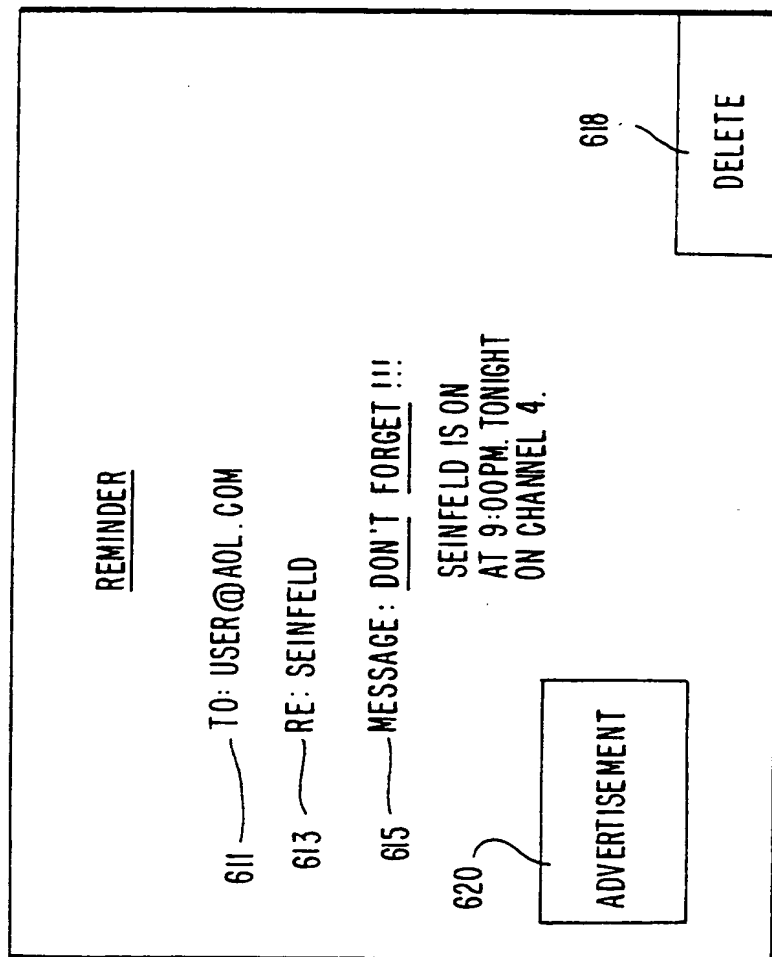 REMINDER
611 TO: USER@AOL.COM
613 RE: SEINFELD
615 MESSAGE: DON'T FORGET !!!
SEINFELD IS ON
AT 9:00PM. TONIGHT
ON CHANNEL 4.
620
ADVERTISEMENT
618
DELETE